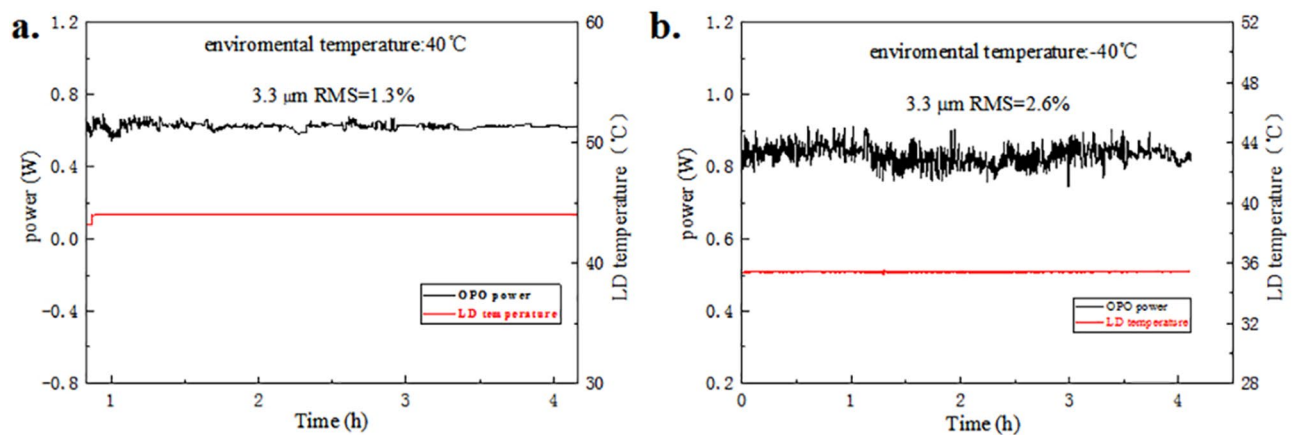 a.
enviromental temperature:40℃
3.3 μm RMS=1.3%
power (W)
1.2
0.8
0.4
0.0
-0.4
-0.8
60
50
40
30
LD temperature（℃）
OPO power
LD temperature
1 2 3 4
Time (h)
b.
enviromental temperature:-40℃
3.3 μm RMS=2.6%
power (W)
1.2
1.0
0.8
0.6
0.4
0.2
52
48
44
40
36
32
28
LD temperature（℃）
OPO power
LD temperature
0 1 2 3 4
Time (h)